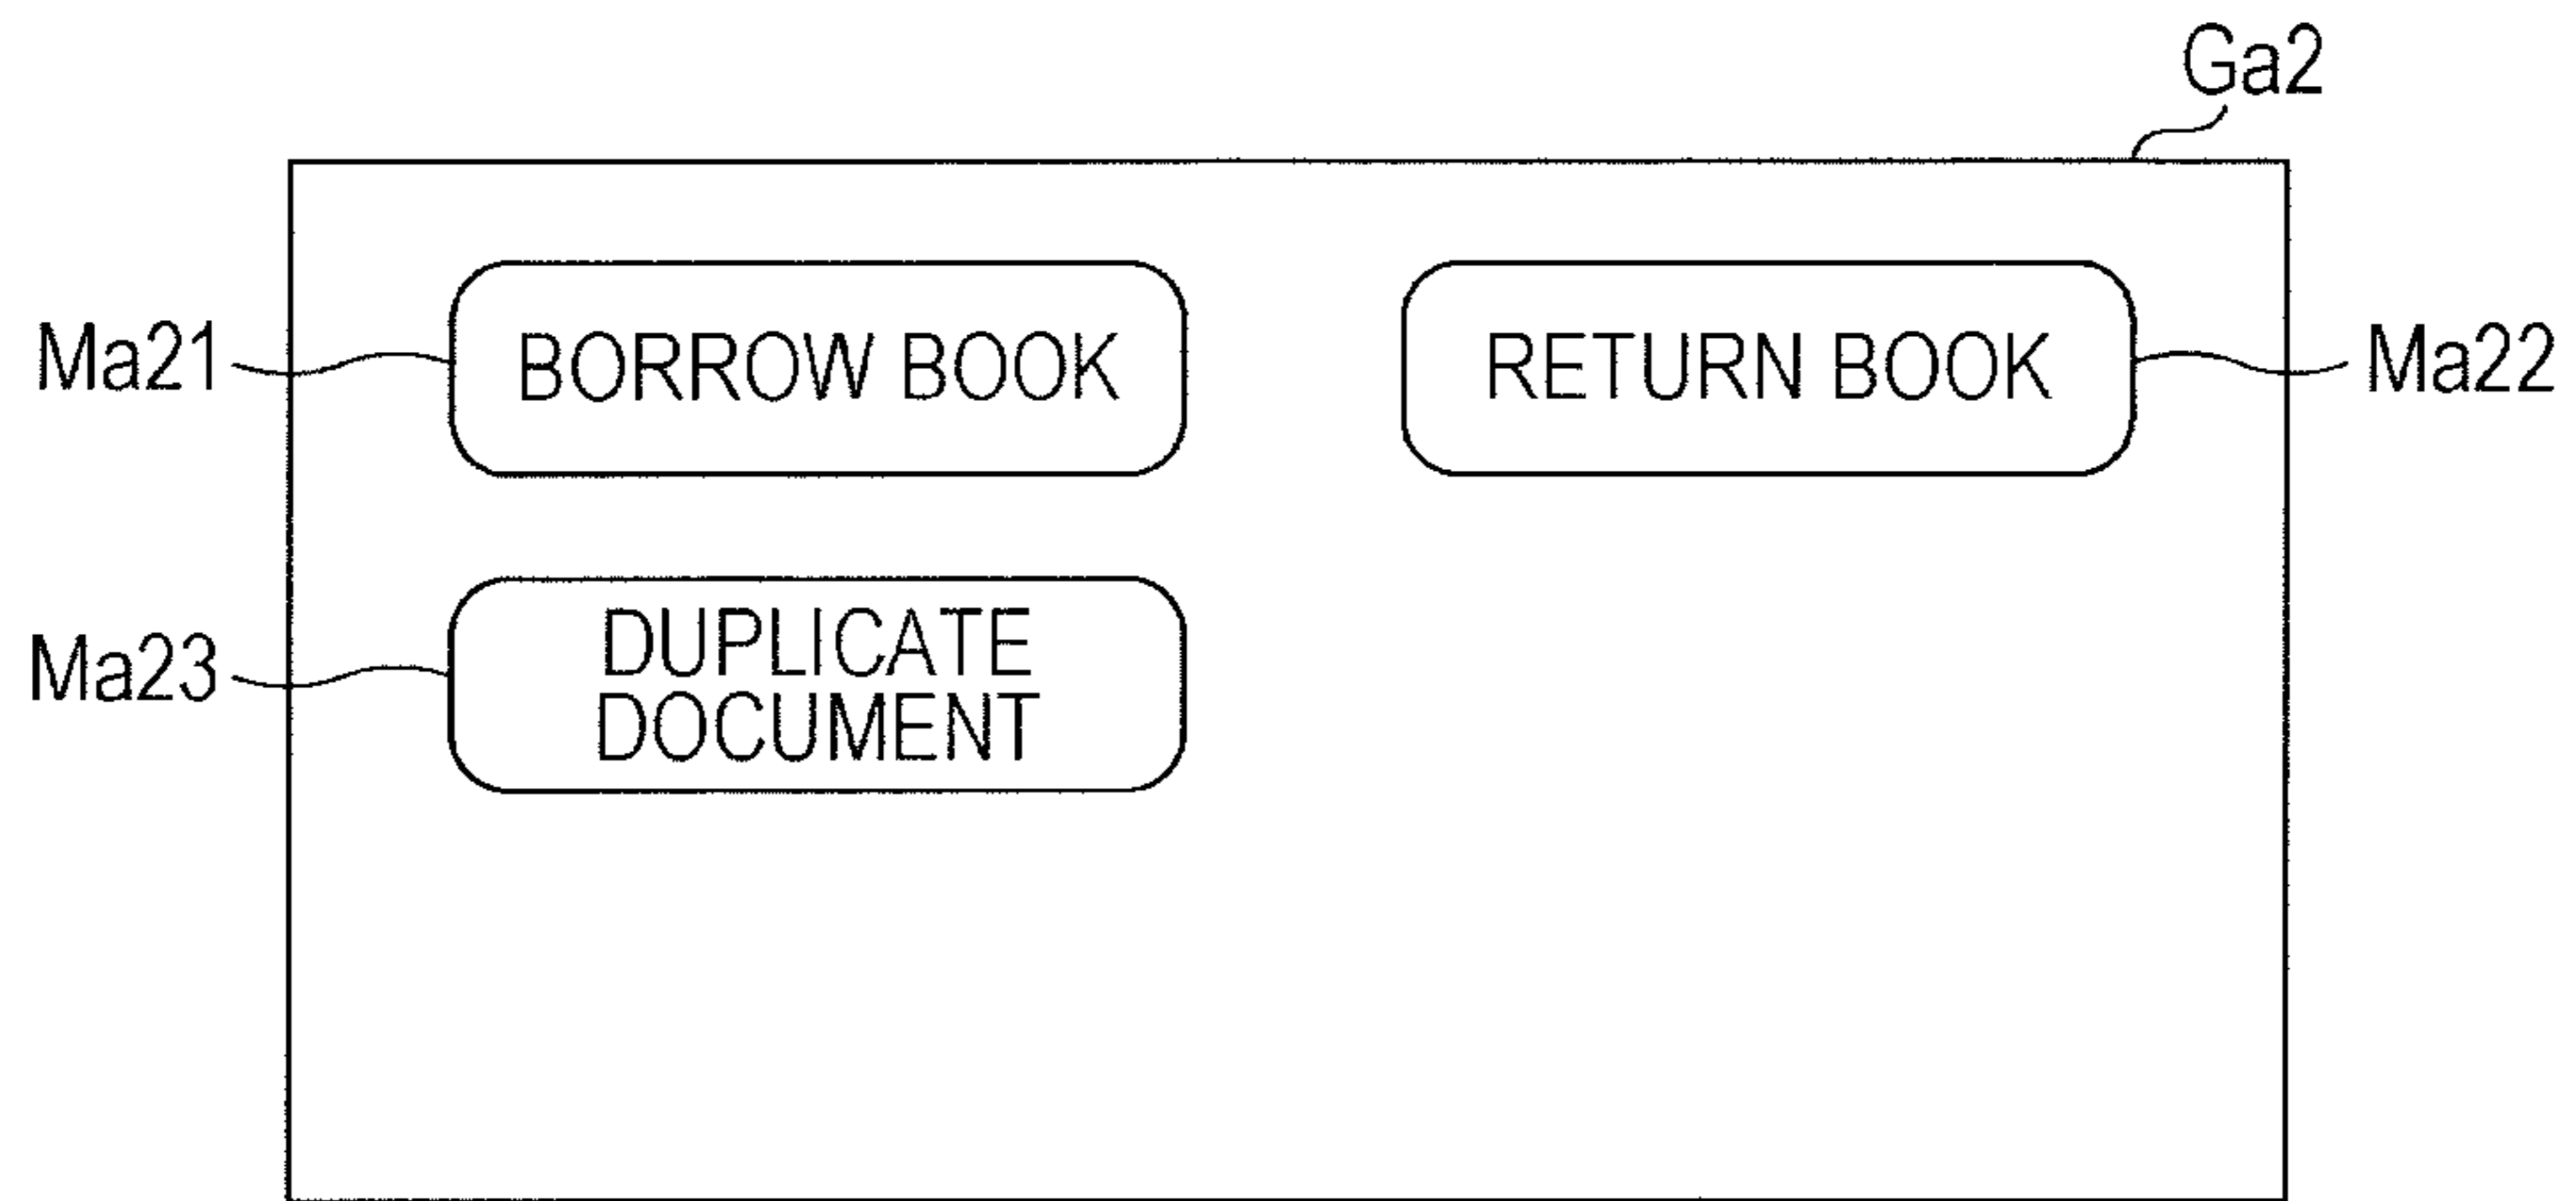 Ga2
Ma21
BORROW BOOK
RETURN BOOK
Ma22
Ma23
DUPLICATE
DOCUMENT